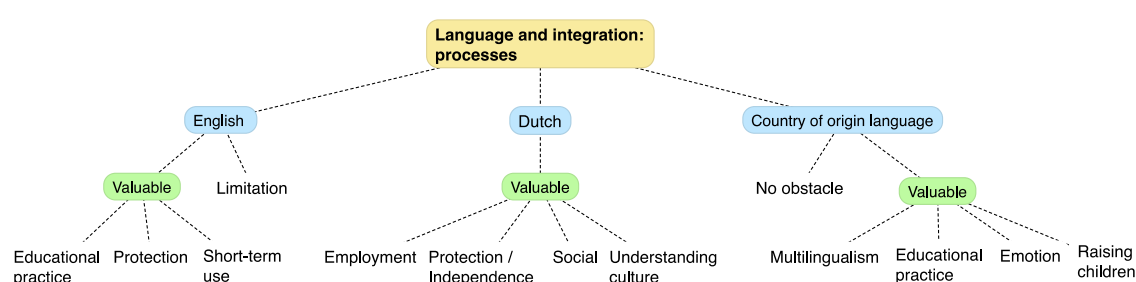 Language and integration:
processes
English
Dutch
Country of origin language
Valuable
Limitation
Valuable
No obstacle
Valuable
Educational
practice
Protection
Short-term
use
Employment
Protection /
Independence
Social
Understanding
culture
Multilingualism
Educational
practice
Emotion
Raising
children